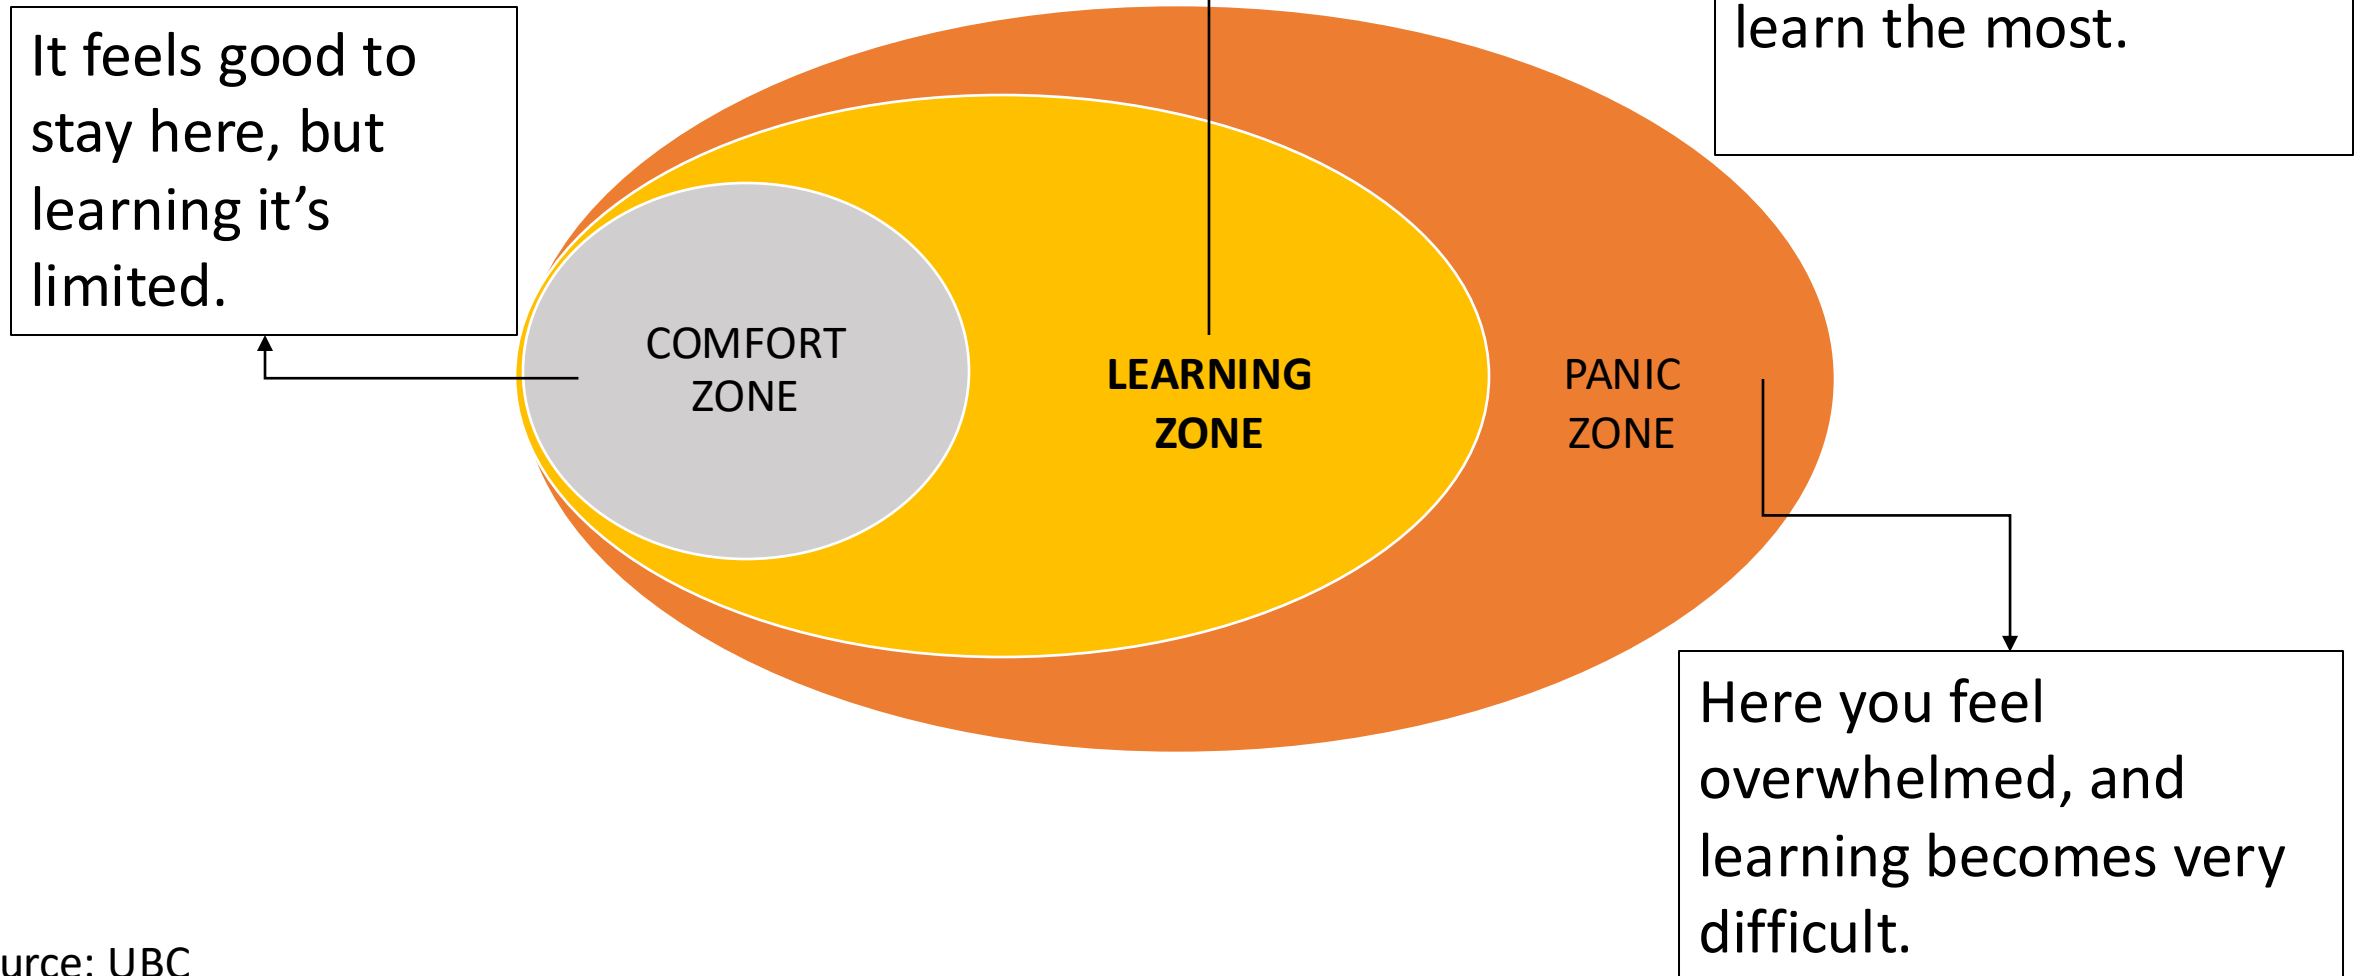 It feels good to
stay here, but
learning it’s
limited.
learn the most.
COMFORT
ZONE
LEARNING
ZONE
PANIC
ZONE
Here you feel
overwhelmed, and
learning becomes very
difficult.
urce: UBC